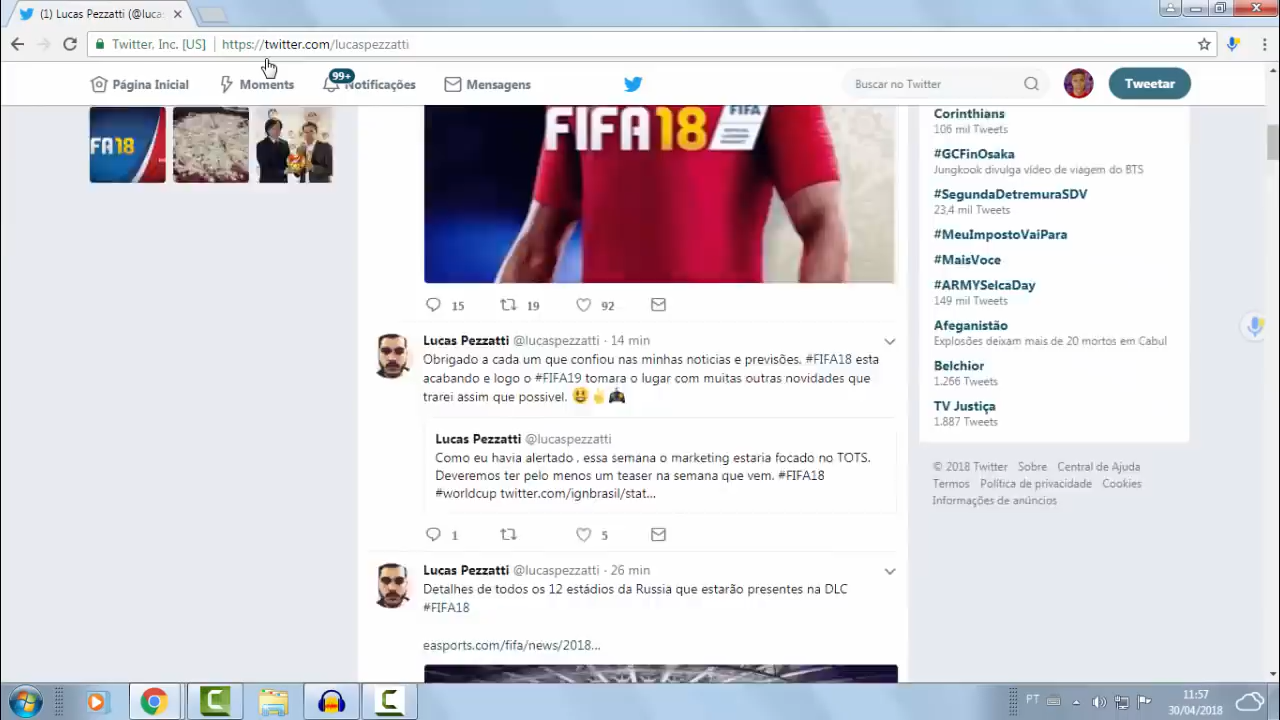 (1) Lucas Pezzatti (@luca
Twitter, Inc. [US] https://twitter.com/lucaspezzatti
Página Inicial Moments 99+ Notificações Mensagens Buscar no Twitter Tweetar
FA18
FIFA18
FIFA
15 19 92
Lucas Pezzatti @lucaspezzatti · 14 min
Obrigado a cada um que confiou nas minhas noticias e previsões. #FIFA18 esta
acabando e logo o #FIFA19 tomara o lugar com muitas outras novidades que
trarei assim que possivel.
Lucas Pezzatti @lucaspezzatti
Como eu havia alertado , essa semana o marketing estaria focado no TOTS.
Deveremos ter pelo menos um teaser na semana que vem. #FIFA18
#worldcup twitter.com/ignbrasil/stat...
1 5
Lucas Pezzatti @lucaspezzatti · 26 min
Detalhes de todos os 12 estádios da Russia que estarão presentes na DLC
#FIFA18
easports.com/fifa/news/2018...
Corinthians
106 mil Tweets
#GCFinOsaka
Jungkook divulga vídeo de viagem do BTS
#SegundaDetremuraSDV
23,4 mil Tweets
#MeuImpostoVaiPara
#MaisVoce
#ARMYSelcaDay
149 mil Tweets
Afeganistão
Explosões deixam mais de 20 mortos em Cabul
Belchior
1.266 Tweets
TV Justiça
1.887 Tweets
© 2018 Twitter Sobre Central de Ajuda
Termos Política de privacidade Cookies
Informações de anúncios
PT 11:57
30/04/2018